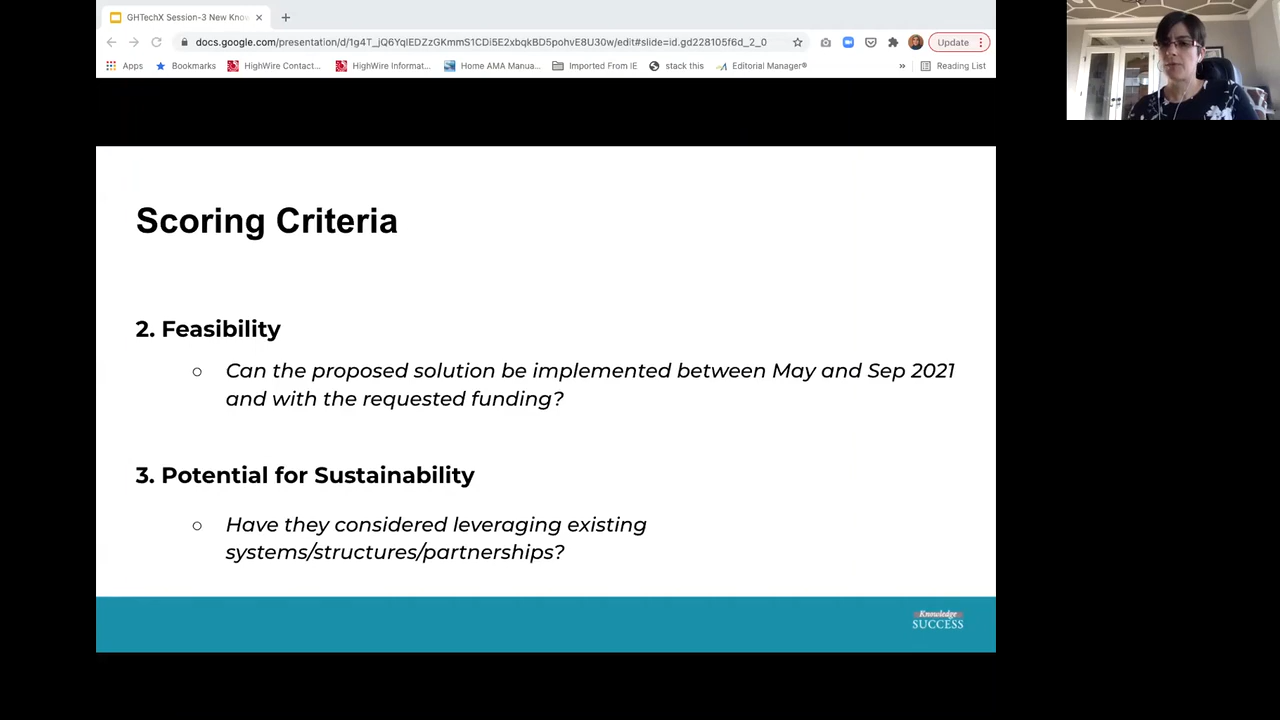 GHTechX Session-3 New Know
docs.google.com/presentation/d/1g4T_jQ6YqIEDZzGhmmS1CDi5E2xbqkBD5pohvE8U30w/edit#slide=id.gd228105f6d_2_0
Update
Apps
Bookmarks
HighWire Contact...
HighWire Informat...
Home AMA Manua...
Imported From IE
stack this
Editorial Manager®
»
Reading List
Scoring Criteria
2. Feasibility
Can the proposed solution be implemented between May and Sep 2021
and with the requested funding?
3. Potential for Sustainability
Have they considered leveraging existing
systems/structures/partnerships?
Knowledge
SUCCESS